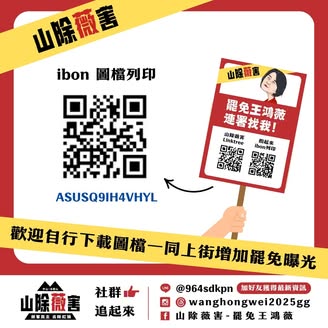 山除薇害
ibon 圖檔列印
ASUSQ9IH4VHYL
山除薇害
罷免王鴻薇
連署找我！
山除薇害
Linktree
ibon列印
歡迎自行下載圖檔一同上街增加罷免曝光
山除薇害
社群
追起來
@964sdkpn
加好友獲得最新資訊
@wanghongwei2025gg
山除薇害-罷免王鴻薇